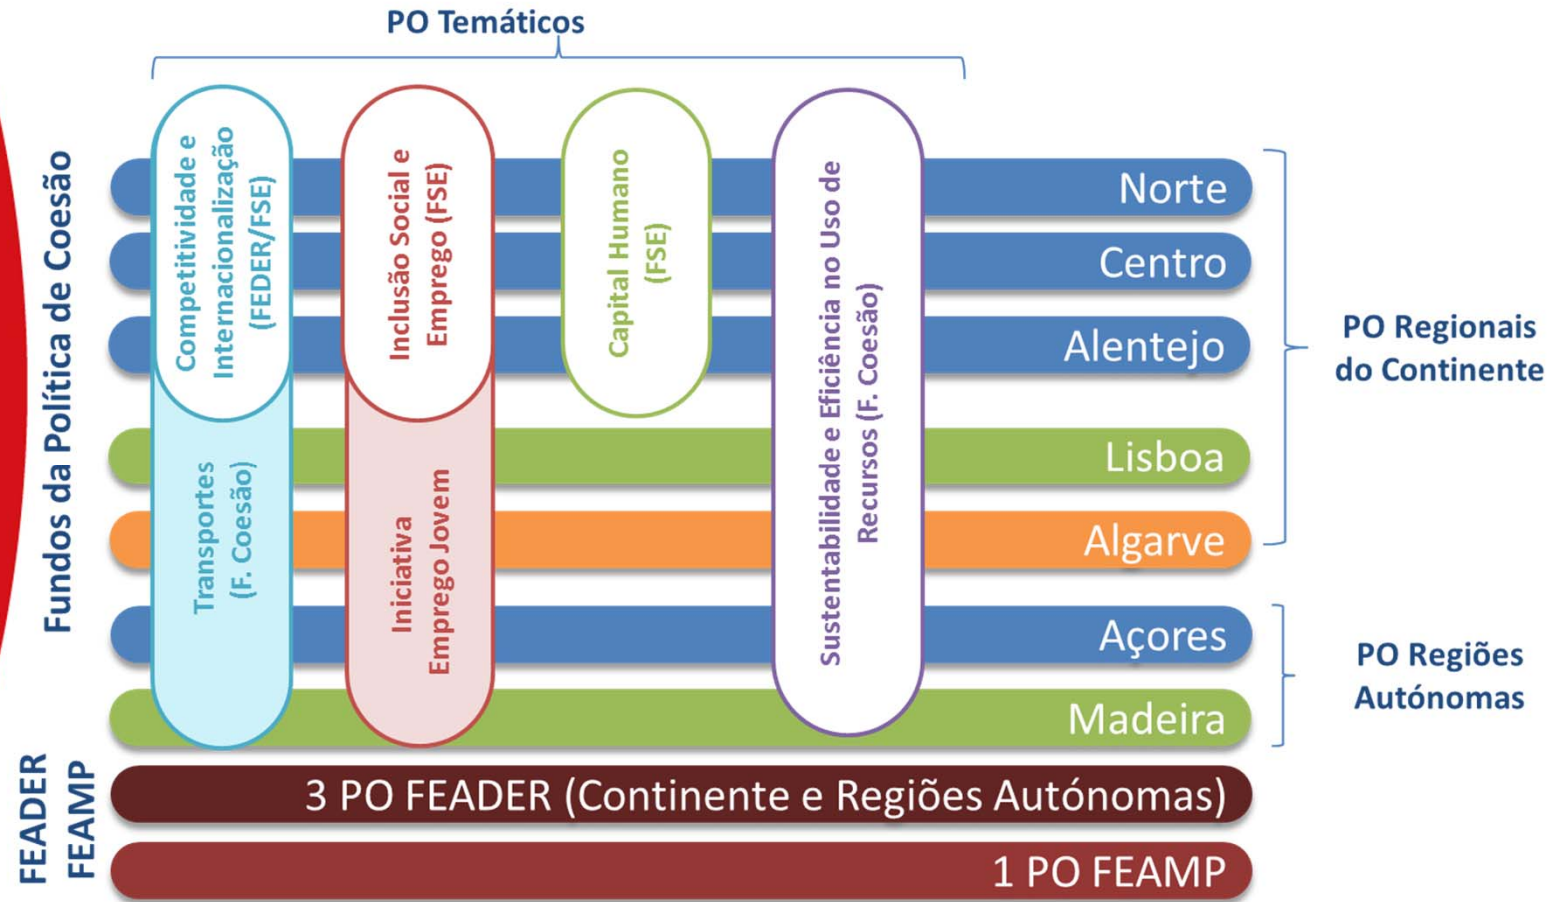 PO Temáticos
Fundos da Política de Coesão
Competitividade e
Internacionalização
(FEDER/FSE)
Transportes
(F. Coesão)
Inclusão Social e
Emprego (FSE)
Iniciativa
Emprego Jovem
Capital Humano
(FSE)
Sustentabilidade e Eficiência no Uso de
Recursos (F. Coesão)
Norte
Centro
Alentejo
Lisboa
Algarve
Açores
Madeira
PO Regionais
do Continente
PO Regiões
Autónomas
FEADER
FEAMP
3 PO FEADER (Continente e Regiões Autónomas)
1 PO FEAMP